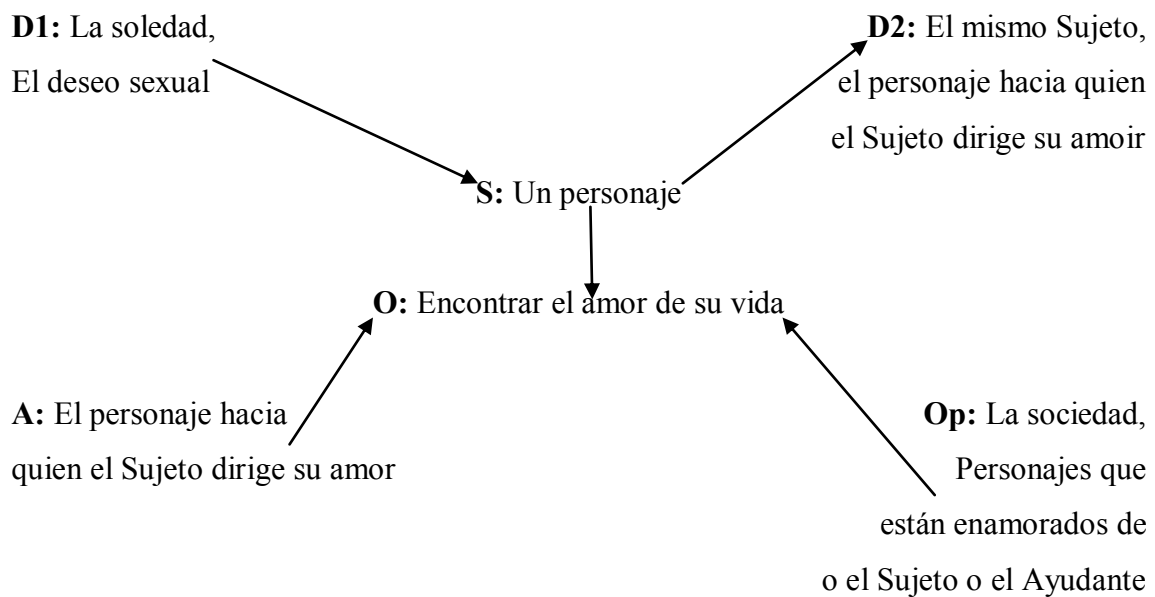 D1: La soledad,
El deseo sexual
D2: El mismo Sujeto,
el personaje hacia quien
el Sujeto dirige su amoir
S: Un personaje
O: Encontrar el amor de su vida
A: El personaje hacia
quien el Sujeto dirige su amor
Op: La sociedad,
Personajes que
están enamorados de
o el Sujeto o el Ayudante